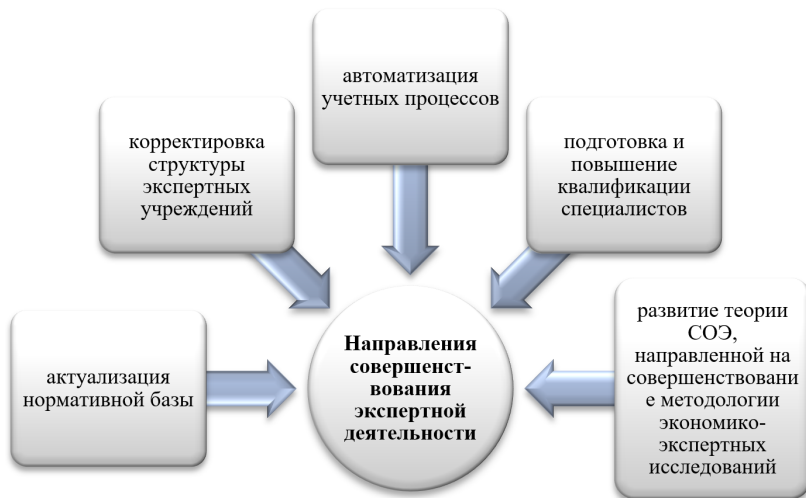 автоматизация
учетных процессов
корректировка
структуры
экспертных
учреждений
подготовка и
повышение
квалификации
специалистов
актуализация
нормативной базы
Направления
совершенст-
вования
экспертной
деятельности
развитие теории
СОЭ,
направленной на
совершенствовани
е методологии
экономико-
экспертных
исследований